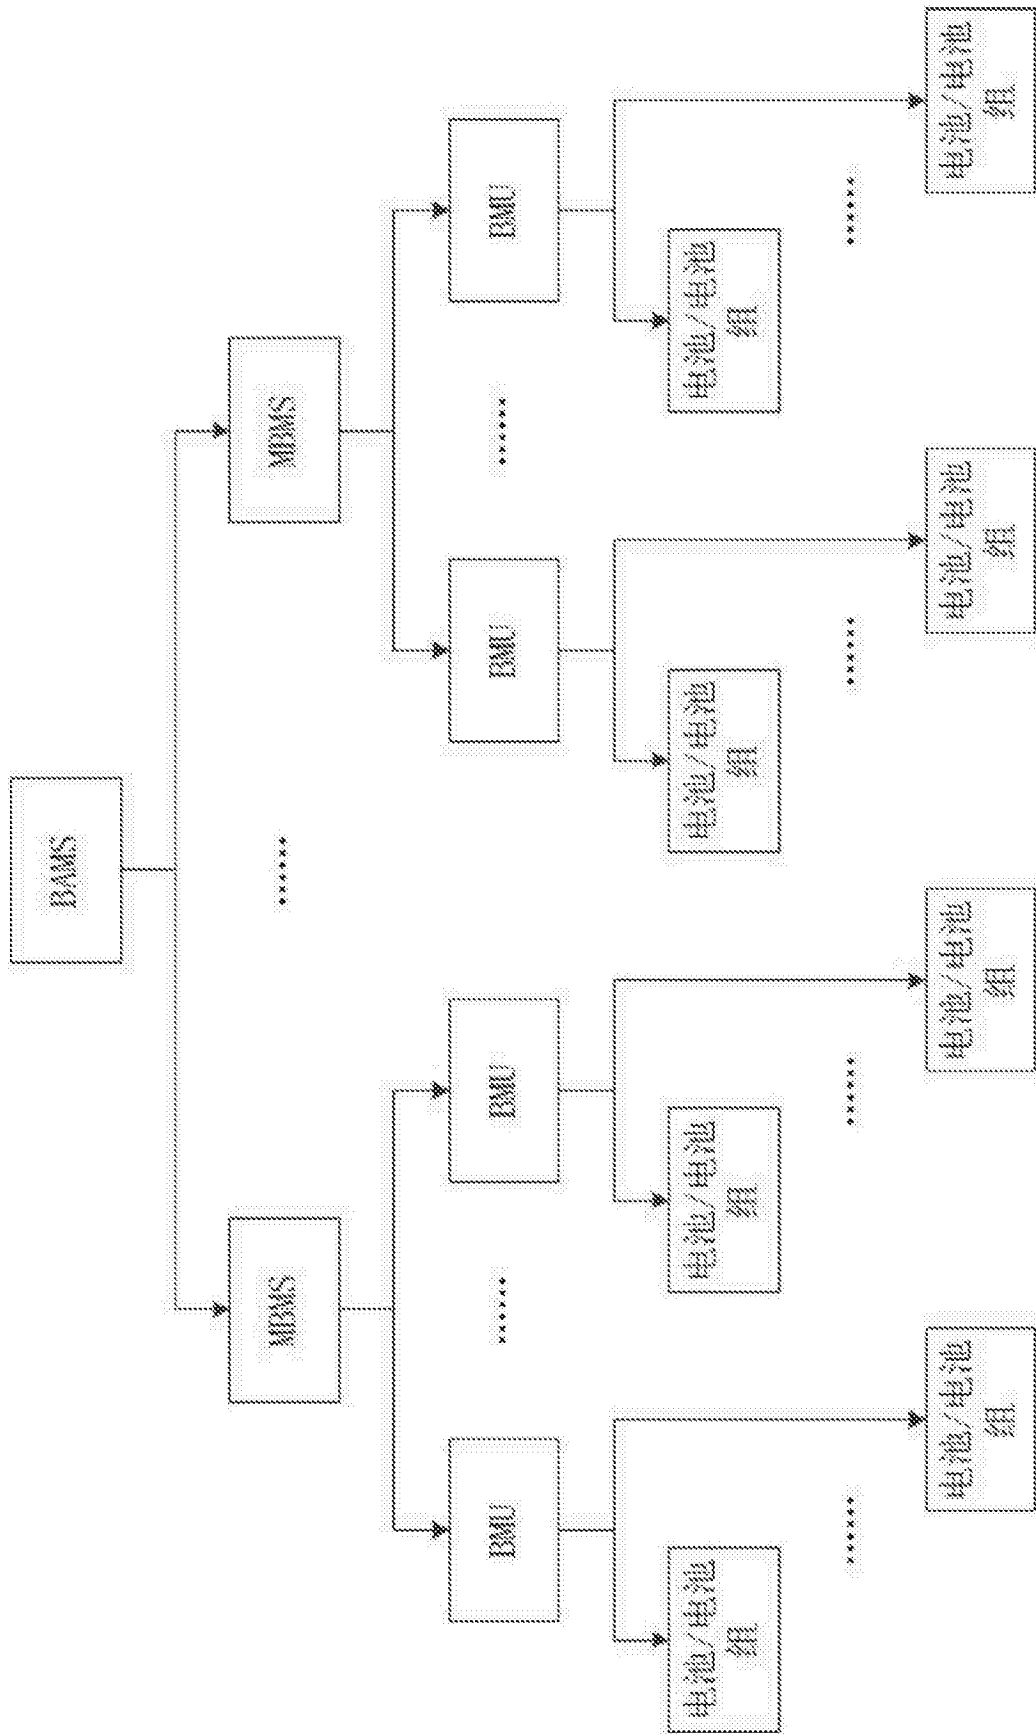 BAMS
MBMS
......
MBMS
BMU
......
BMU
BMU
......
BMU
电池/电池
组
电池/电池
组
电池/电池
组
电池/电池
组
......
......
......
......
电池/电池
组
电池/电池
组
电池/电池
组
电池/电池
组